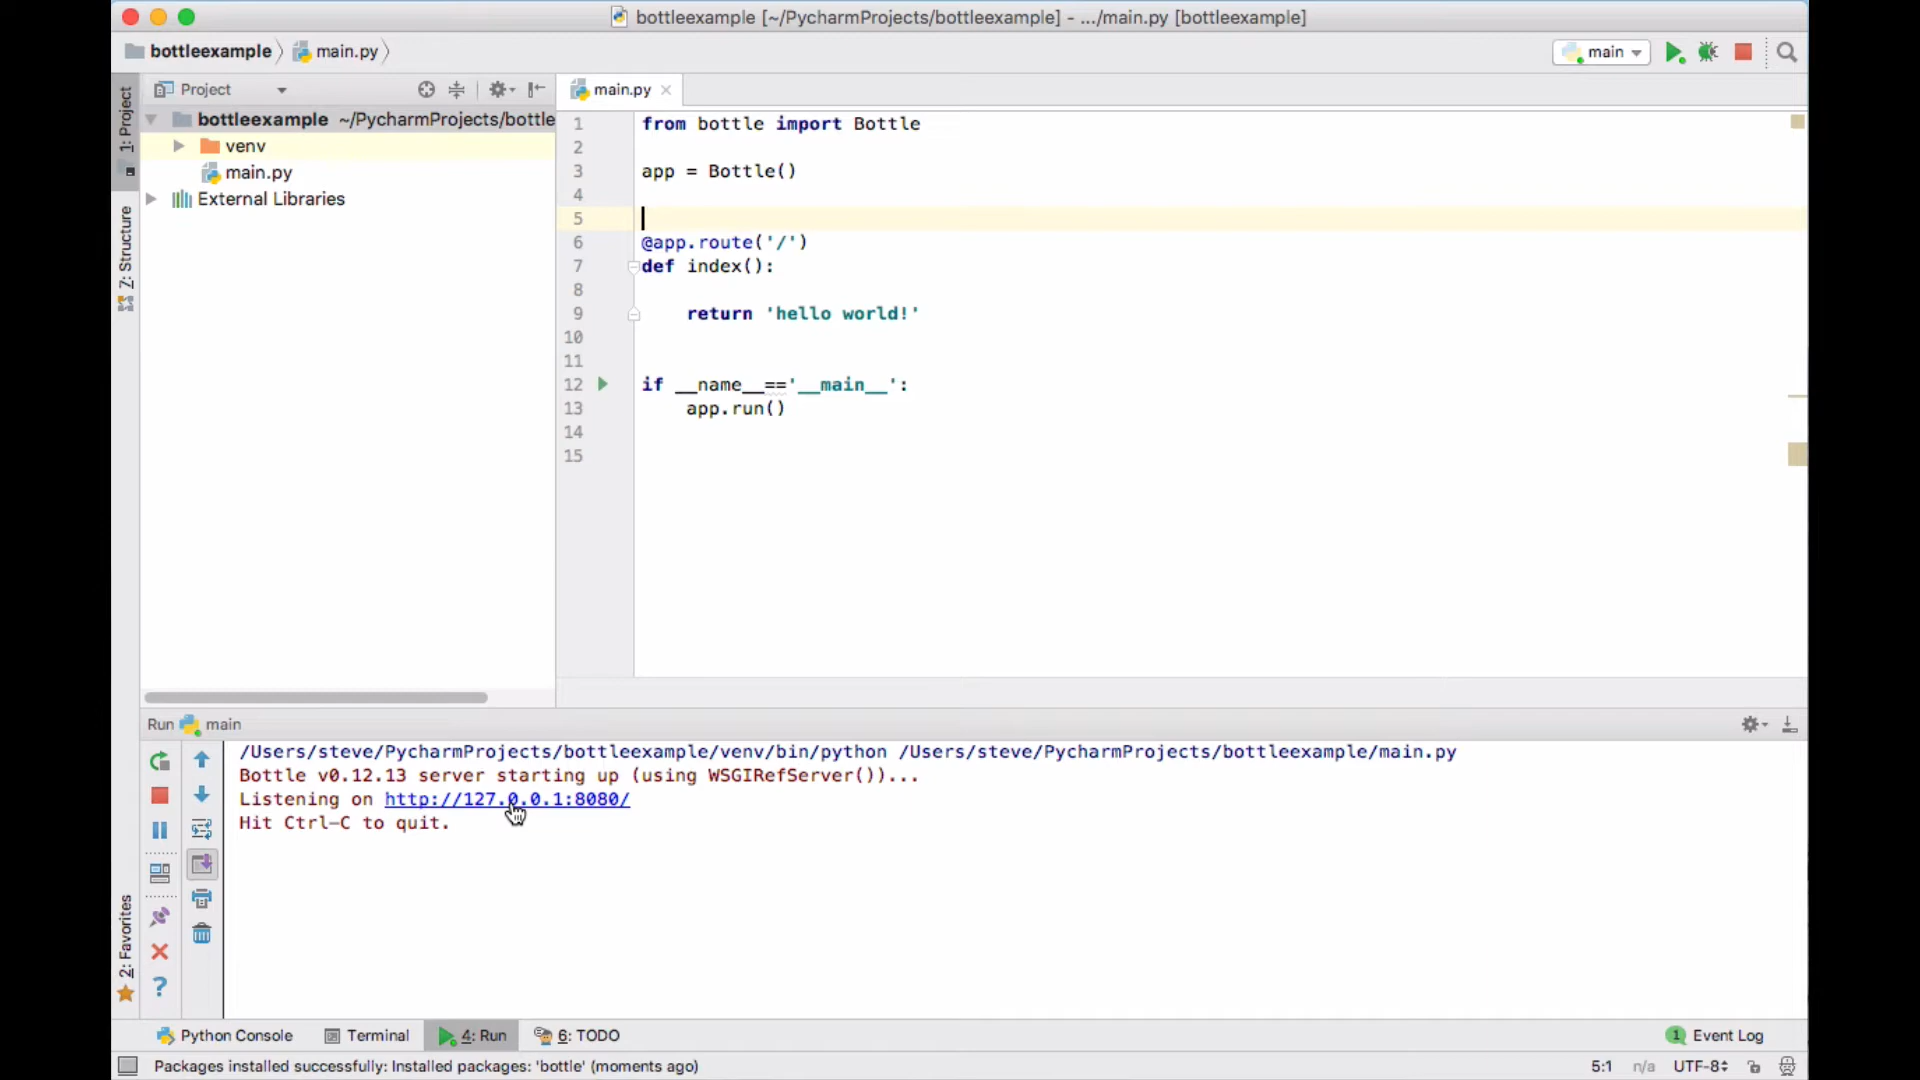 bottleexample [~/PycharmProjects/bottleexample] - .../main.py [bottleexample]
bottleexample main.py
main
1: Project
Project
main.py
bottleexample ~/PycharmProjects/bottle
venv
main.py
External Libraries
Z: Structure
1 from bottle import Bottle
2
3 app = Bottle()
4
5
6 @app.route('/')
7 def index():
8
9 return 'hello world!'
10
11
12 if __name__=='__main__':
13 app.run()
14
15
Run main
/Users/steve/PycharmProjects/bottleexample/venv/bin/python /Users/steve/PycharmProjects/bottleexample/main.py
Bottle v0.12.13 server starting up (using WSGIRefServer())...
Listening on http://127.0.0.1:8080/
Hit Ctrl-C to quit.
2: Favorites
Python Console Terminal 4: Run 6: TODO 1 Event Log
Packages installed successfully: Installed packages: 'bottle' (moments ago) 5:1 n/a UTF-8